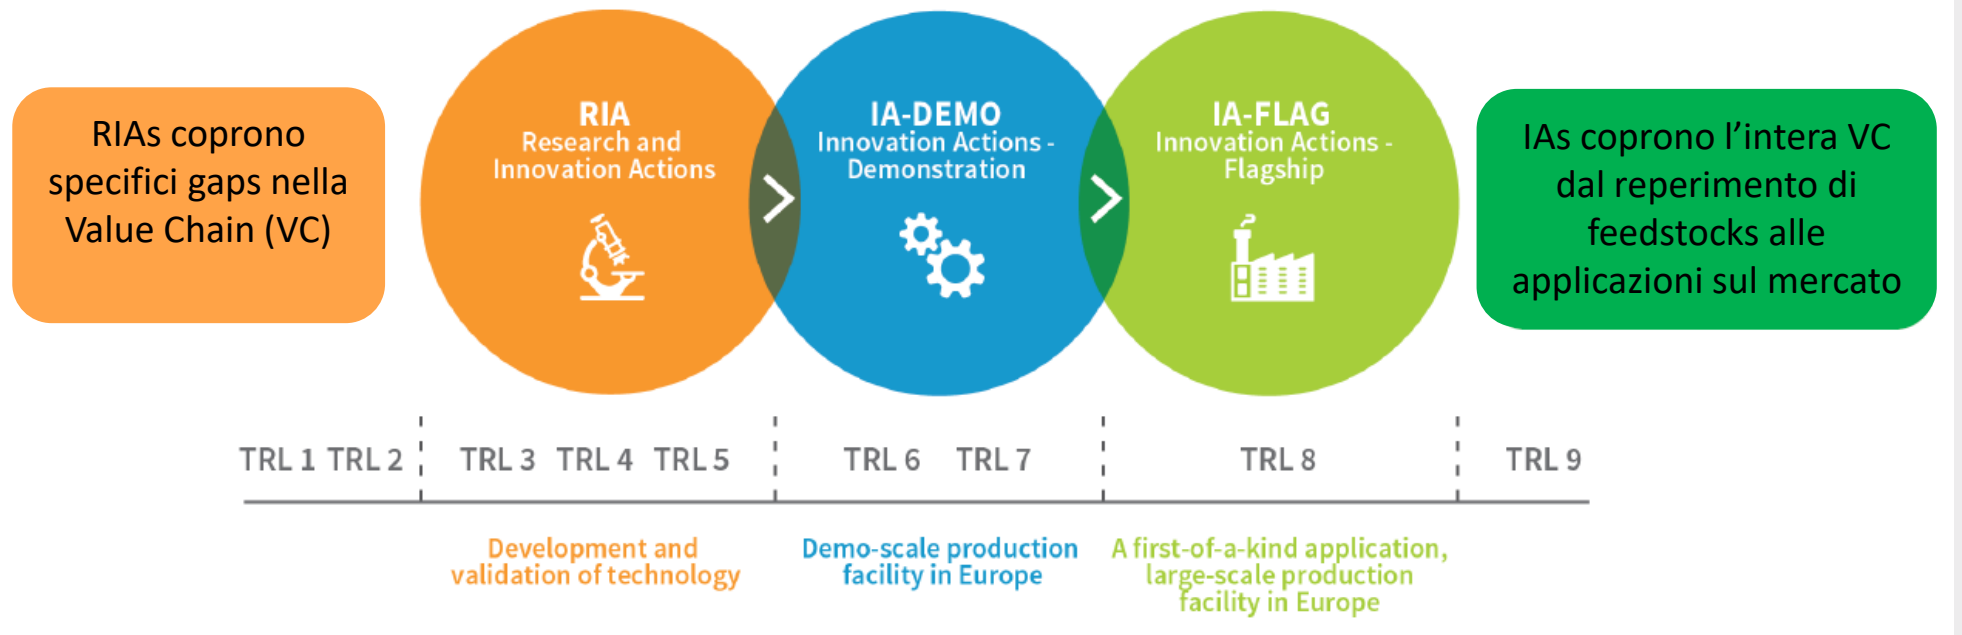 RIAs coprono
specifici gaps nella
Value Chain (VC)
RIA
Research and
Innovation Actions
IA-DEMO
Innovation Actions -
Demonstration
IA-FLAG
Innovation Actions -
Flagship
IAs coprono l’intera VC
dal reperimento di
feedstocks alle
applicazioni sul mercato
TRL 1 TRL 2 TRL 3 TRL 4 TRL 5 TRL 6 TRL 7 TRL 8 TRL 9
Development and
validation of technology
Demo-scale production
facility in Europe
A first-of-a-kind application,
large-scale production
facility in Europe